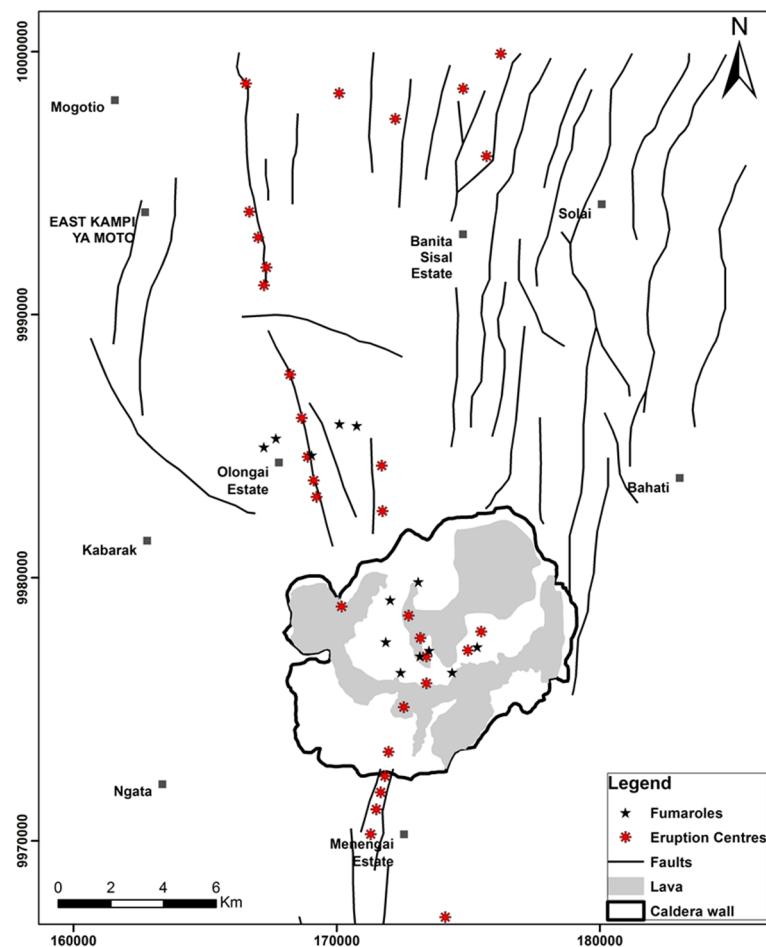 N
10000000
Mogotio
EAST KAMPI
YA MOTO
Solai
Banita
Sisal
Estate
9990000
Olongai
Estate
Bahati
Kabarak
9980000
Ngata
Legend
Fumaroles
Eruption Centres
Faults
Lava
Caldera wall
9970000
Menengai
Estate
0 2 4 6
Km
160000 170000 180000